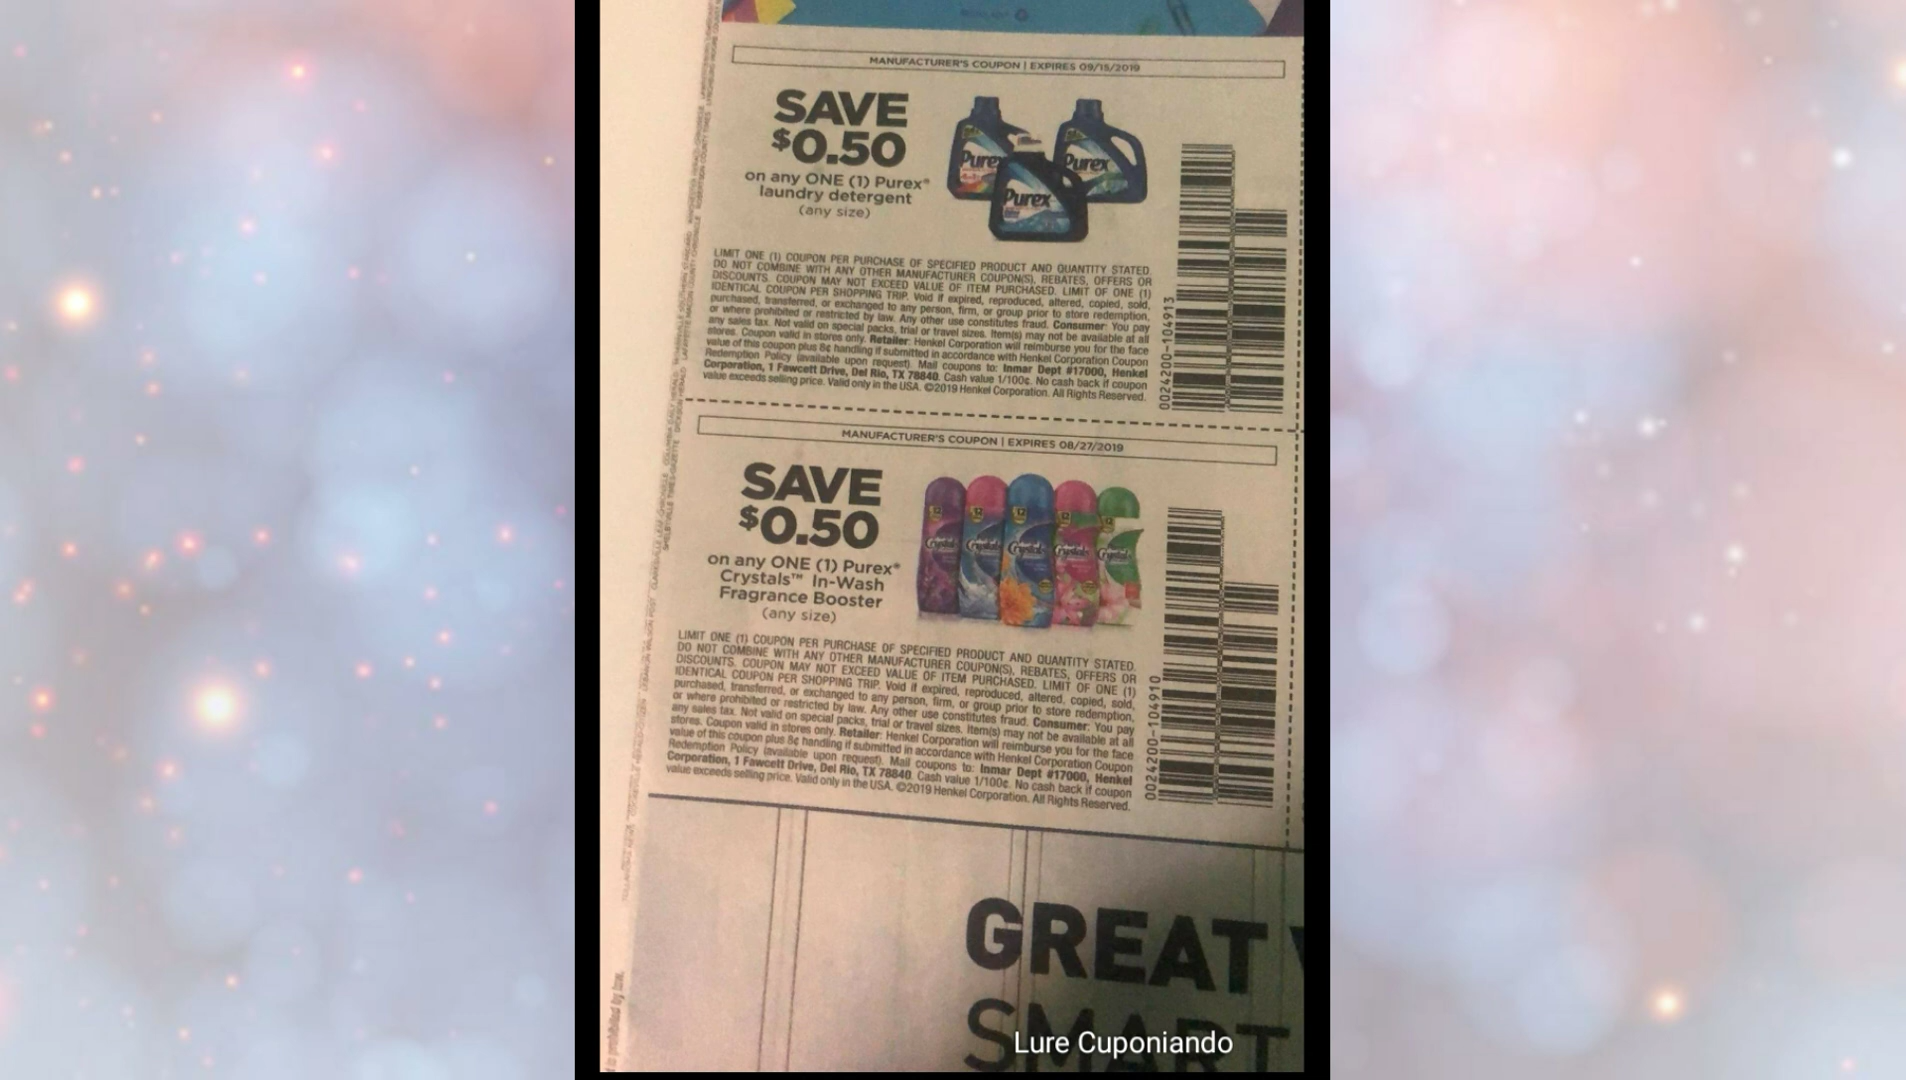 MANUFACTURER'S COUPON | EXPIRES 09/15/2019
SAVE
$0.50
on any ONE (1) Purex®
laundry detergent
(any size)
Purex
Purex
Purex
LIMIT ONE (1) COUPON PER PURCHASE OF SPECIFIED PRODUCT AND QUANTITY STATED.
DO NOT COMBINE WITH ANY OTHER MANUFACTURER COUPON(S), REBATES, OFFERS OR
DISCOUNTS. COUPON MAY NOT EXCEED VALUE OF ITEM PURCHASED. LIMIT OF ONE (1)
IDENTICAL COUPON PER SHOPPING TRIP. Void if expired, reproduced, altered, copied, sold,
purchased, transferred, or exchanged to any person, firm, or group prior to store redemption,
or where prohibited or restricted by law. Any other use constitutes fraud. Consumer: You pay
any sales tax. Not valid on special packs, trial or travel sizes. Item(s) may not be available at all
stores. Coupon valid in stores only. Retailer: Henkel Corporation will reimburse you for the face
value of this coupon plus 8¢ handling if submitted in accordance with Henkel Corporation Coupon
Redemption Policy (available upon request). Mail coupons to: Inmar Dept #17000, Henkel
Corporation, 1 Fawcett Drive, Del Rio, TX 78840. Cash value 1/100¢. No cash back if coupon
value exceeds selling price. Valid only in the USA. ©2019 Henkel Corporation. All Rights Reserved.
0024200-104913
MANUFACTURER'S COUPON | EXPIRES 08/27/2019
SAVE
$0.50
on any ONE (1) Purex®
Crystals™ In-Wash
Fragrance Booster
(any size)
Crystals
Crystals
Crystals
Crystals
Crystals
LIMIT ONE (1) COUPON PER PURCHASE OF SPECIFIED PRODUCT AND QUANTITY STATED.
DO NOT COMBINE WITH ANY OTHER MANUFACTURER COUPON(S), REBATES, OFFERS OR
DISCOUNTS. COUPON MAY NOT EXCEED VALUE OF ITEM PURCHASED. LIMIT OF ONE (1)
IDENTICAL COUPON PER SHOPPING TRIP. Void if expired, reproduced, altered, copied, sold,
purchased, transferred, or exchanged to any person, firm, or group prior to store redemption,
or where prohibited or restricted by law. Any other use constitutes fraud. Consumer: You pay
any sales tax. Not valid on special packs, trial or travel sizes. Item(s) may not be available at all
stores. Coupon valid in stores only. Retailer: Henkel Corporation will reimburse you for the face
value of this coupon plus 8¢ handling if submitted in accordance with Henkel Corporation Coupon
Redemption Policy (available upon request). Mail coupons to: Inmar Dept #17000, Henkel
Corporation, 1 Fawcett Drive, Del Rio, TX 78840. Cash value 1/100¢. No cash back if coupon
value exceeds selling price. Valid only in the USA. ©2019 Henkel Corporation. All Rights Reserved.
0024200-104910
prohibited by law.
GREAT
SMART
Lure Cuponiando